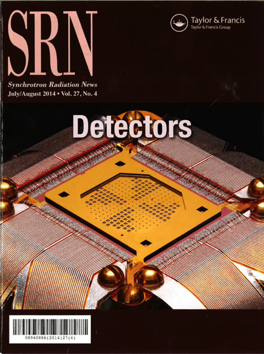 SRN
Taylor & Francis
Taylor & Francis Group
Synchrotron Radiation News
July/August 2014 • Vol. 27, No. 4
Detectors